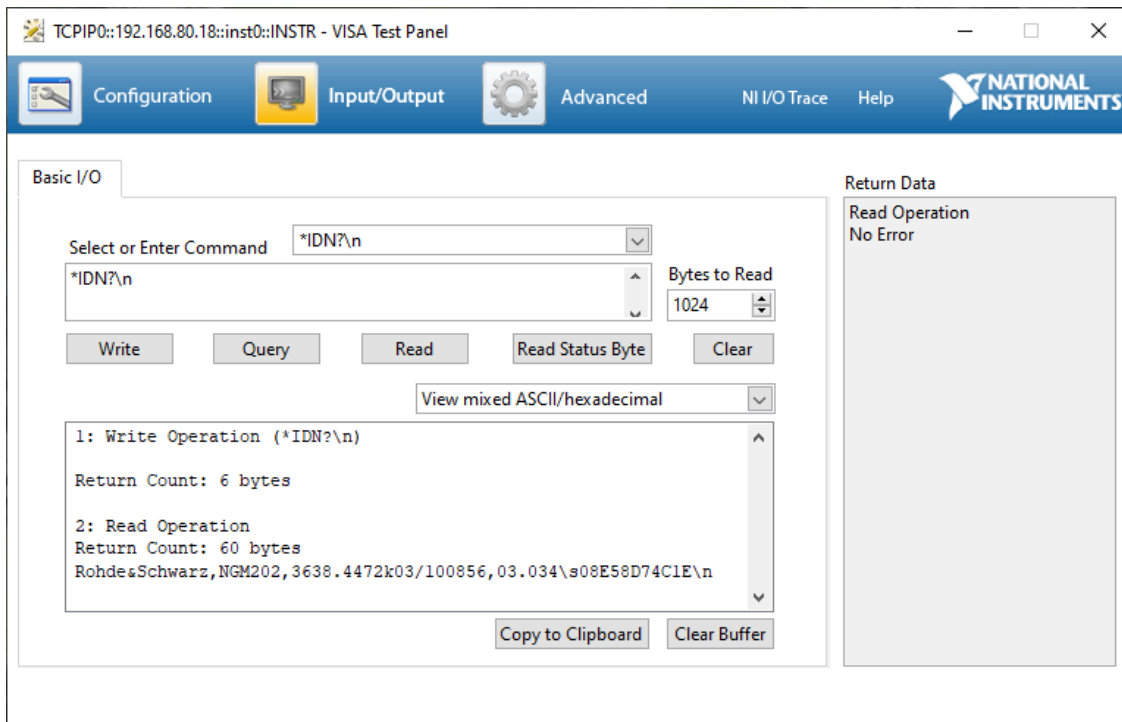 TCPIP0::192.168.80.18::inst0::INSTR - VISA Test Panel
Configuration
Input/Output
Advanced
NI I/O Trace
Help
NATIONAL
INSTRUMENTS
Basic I/O
Select or Enter Command
*IDN?\n
*IDN?\n
Bytes to Read
1024
Write
Query
Read
Read Status Byte
Clear
View mixed ASCII/hexadecimal
1: Write Operation (*IDN?\n)
Return Count: 6 bytes
2: Read Operation
Return Count: 60 bytes
Rohde&Schwarz,NGM202,3638.4472k03/100856,03.034\s08E58D74C1E\n
Copy to Clipboard
Clear Buffer
Return Data
Read Operation
No Error